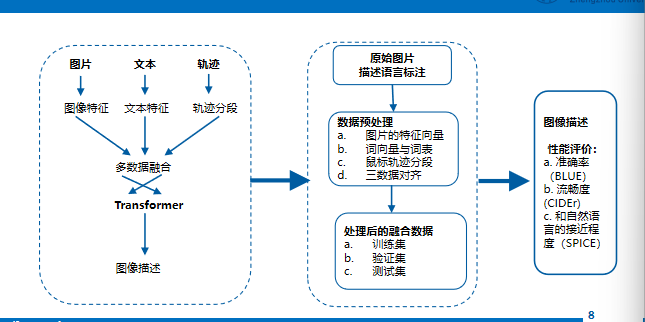 图片 文本 轨迹
图像特征 文本特征 轨迹分段
多数据融合
Transformer
图像描述
原始图片
描述语言标注
数据预处理
a. 图片的特征向量
b. 词向量与词表
c. 鼠标轨迹分段
d. 三数据对齐
处理后的融合数据
a. 训练集
b. 验证集
c. 测试集
图像描述
性能评价:
a. 准确率
(BLUE)
b. 流畅度
(CIDEr)
c. 和自然语
言的接近程
度(SPICE)
8